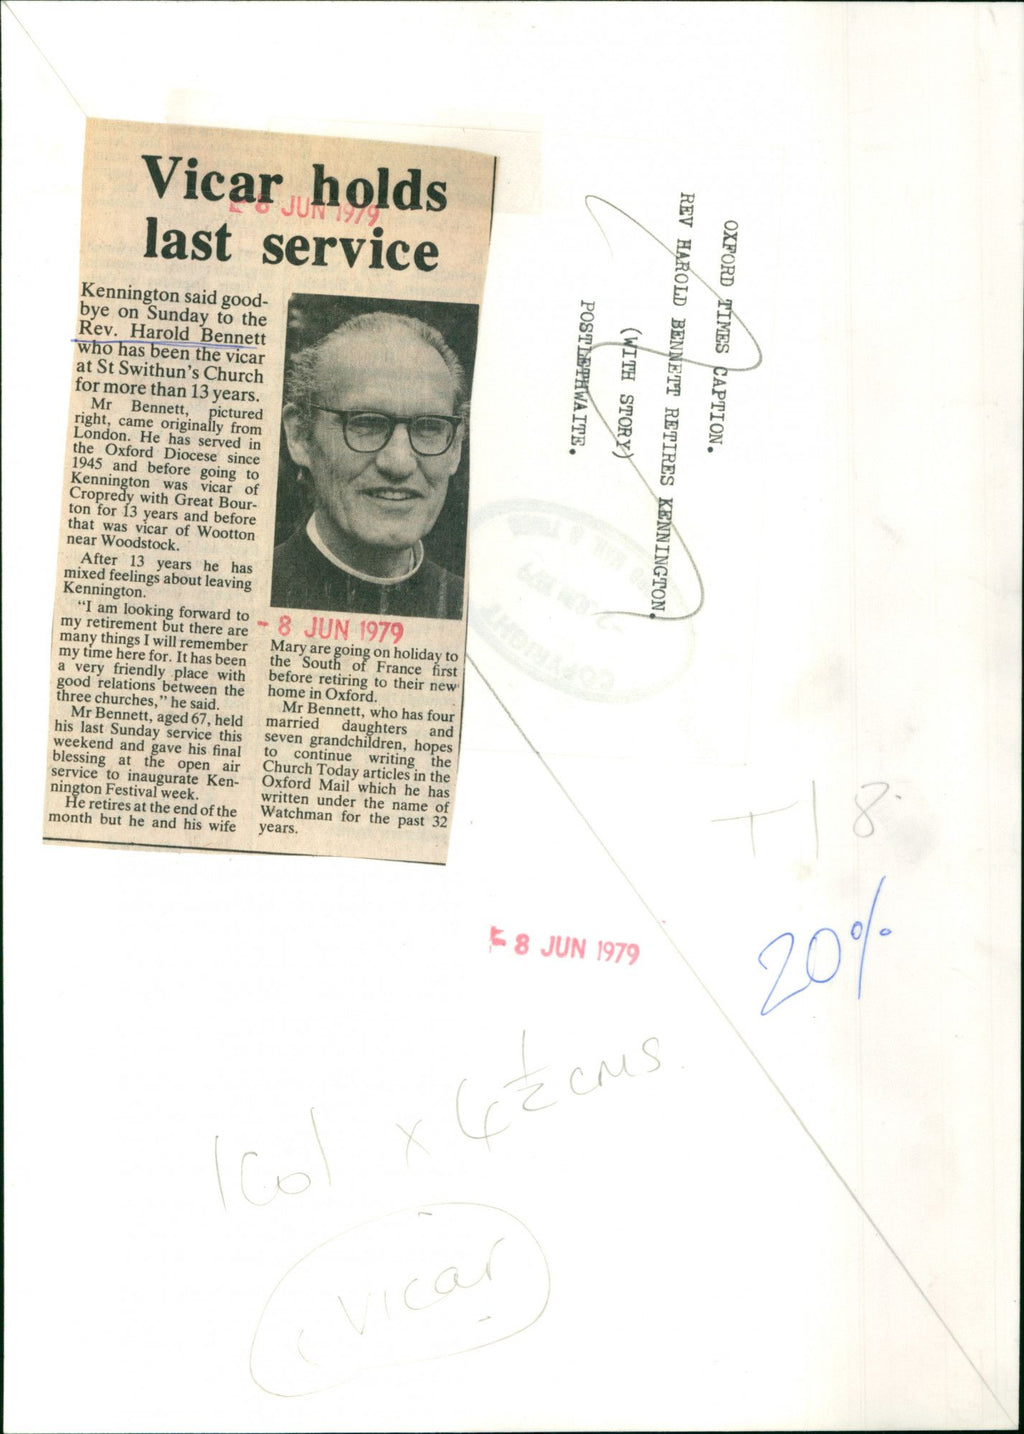 Vicar holds
last service
- 8 JUN 1979
Kennington said good-
bye on Sunday to the
Rev. Harold Bennett
who has been the vicar
at St Swithun's Church
for more than 13 years.
Mr Bennett, pictured
right, came originally from
London. He has served in
the Oxford Diocese since
1945 and before going to
Kennington was vicar of
Cropredy with Great Bour-
ton for 13 years and before
that was vicar of Wootton
near Woodstock.
After 13 years he has
mixed feelings about leaving
Kennington.
"I am looking forward to
my retirement but there are
many things I will remember
my time here for. It has been
a very friendly place with
good relations between the
three churches," he said.
Mr Bennett, aged 67, held
his last Sunday service this
weekend and gave his final
blessing at the open air
service to inaugurate Ken-
nington Festival week.
He retires at the end of the
month but he and his wife
- 8 JUN 1979
Mary are going on holiday to
the South of France first
before retiring to their new
home in Oxford.
Mr Bennett, who has four
married daughters and
seven grandchildren, hopes
to continue writing the
Church Today articles in the
Oxford Mail which he has
written under the name of
Watchman for the past 32
years.
OXFORD TIMES CAPTION.
REV HAROLD BENNETT RETIRES KENNINGTON.
(WITH STORY)
POSTLETHWAITE.
COPYRIGHT
T18
20%
- 8 JUN 1979
1Col x 6½cms
Vicar